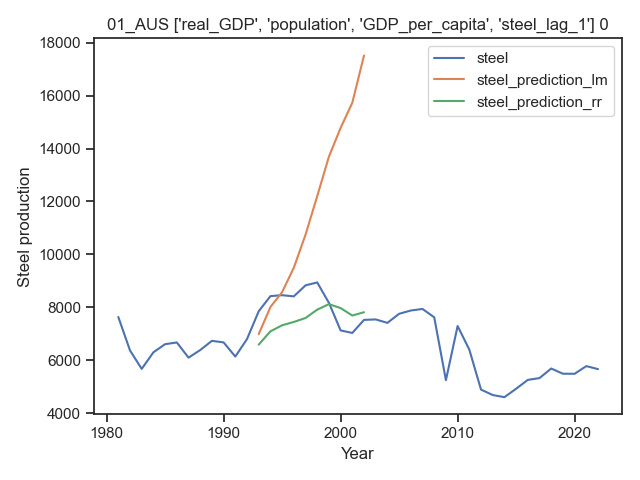 01_AUS ['real_GDP', 'population', 'GDP_per_capita', 'steel_lag_1'] 0
18000
16000
14000
12000
10000
8000
6000
4000
Steel production
steel
steel_prediction_lm
steel_prediction_rr
1980
1990
2000
2010
2020
Year